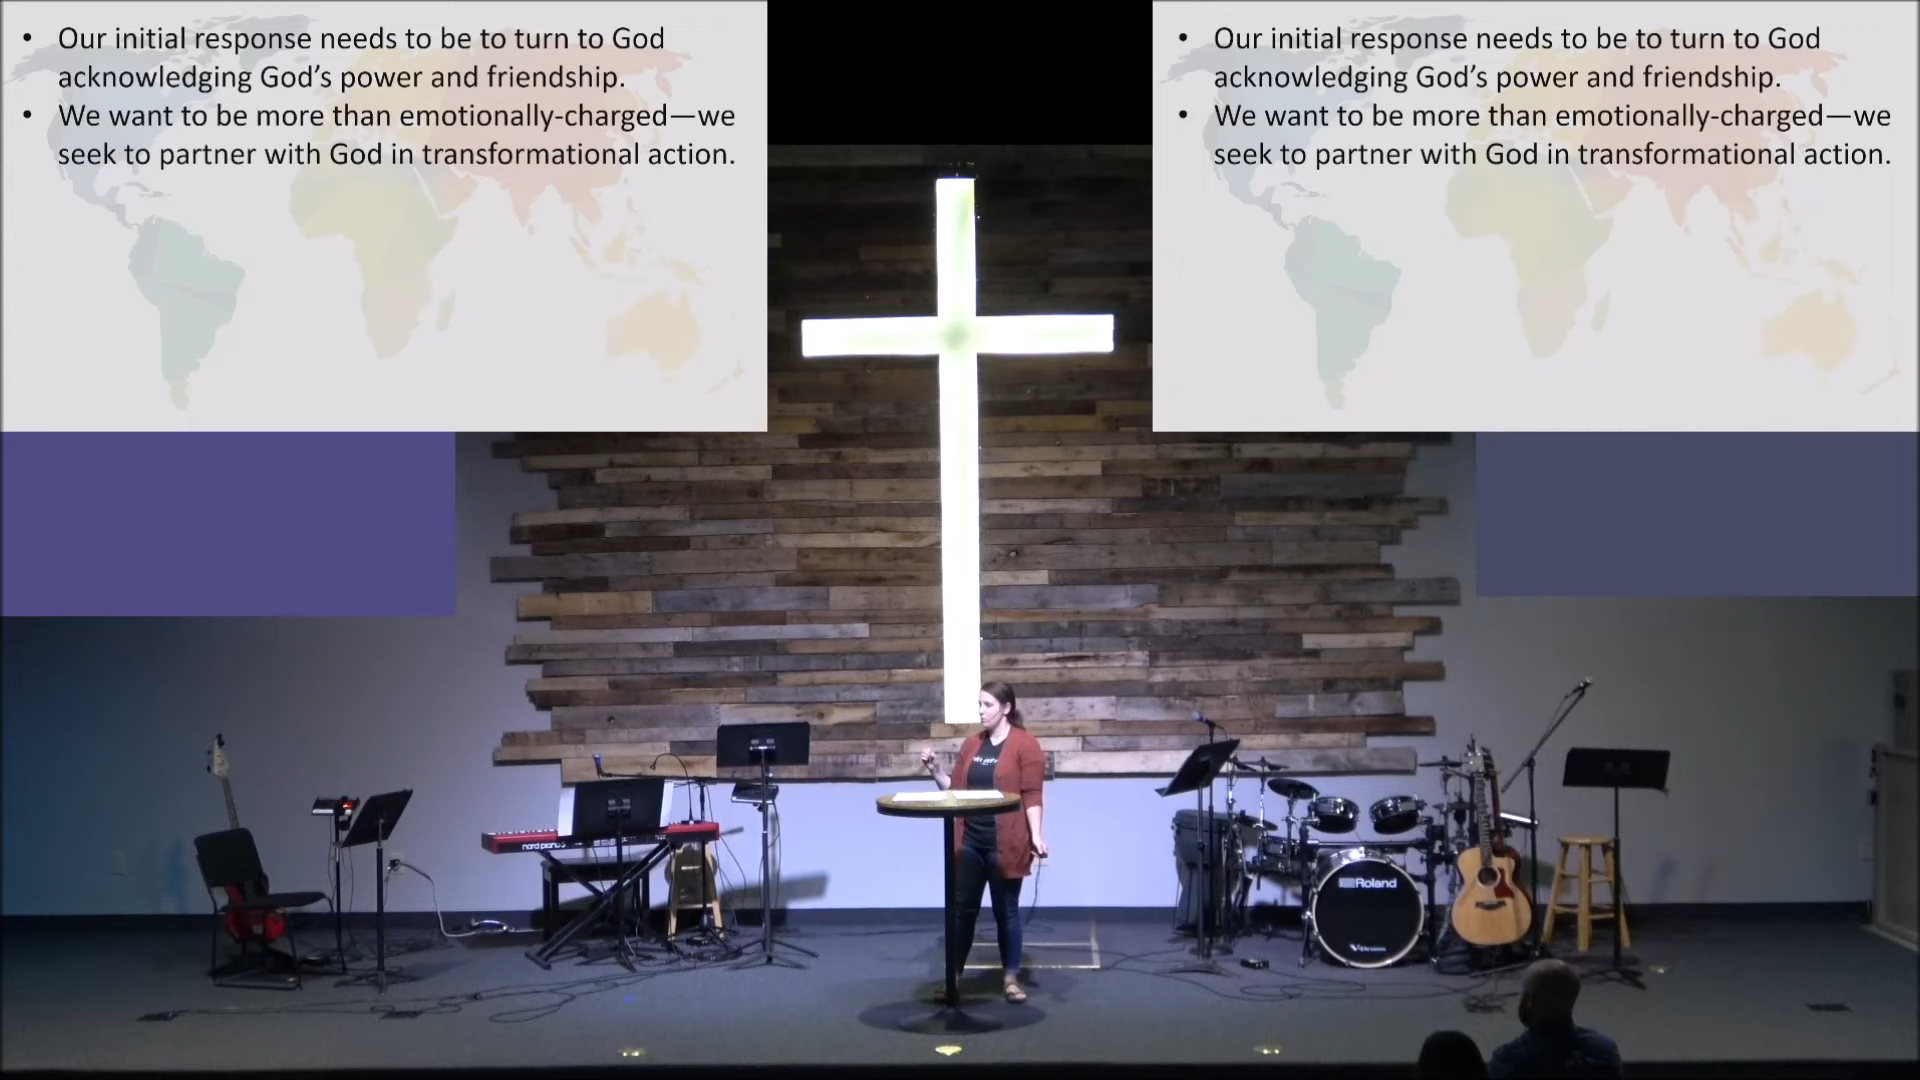 • Our initial response needs to be to turn to God
acknowledging God's power and friendship.
• We want to be more than emotionally-charged—we
seek to partner with God in transformational action.
• Our initial response needs to be to turn to God
acknowledging God's power and friendship.
• We want to be more than emotionally-charged—we
seek to partner with God in transformational action.
nord piano
Roland